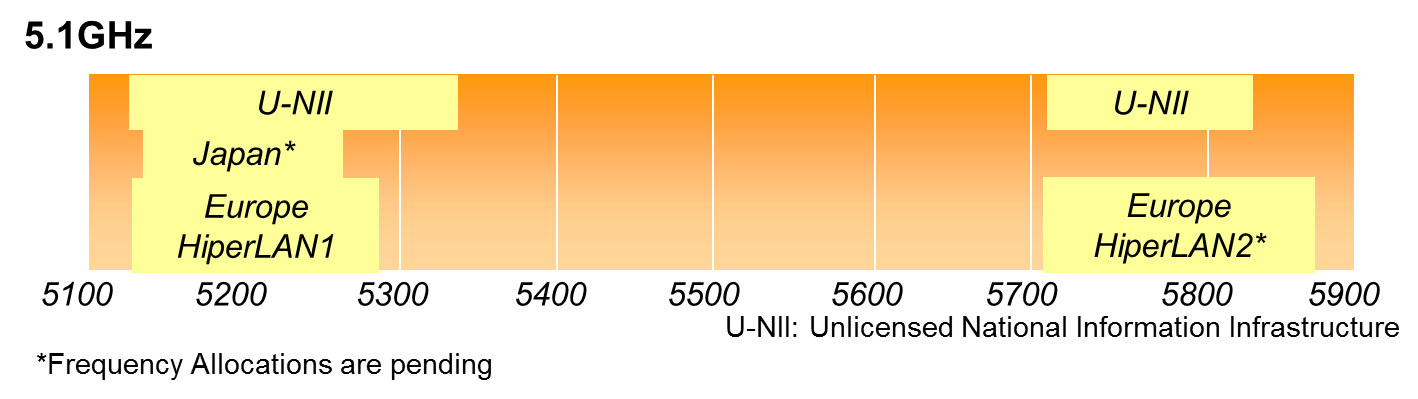 5.1GHz
U-NII
U-NII
Japan*
Europe
HiperLAN1
Europe
HiperLAN2*
5100 5200 5300 5400 5500 5600 5700 5800 5900
U-NII: Unlicensed National Information Infrastructure
*Frequency Allocations are pending